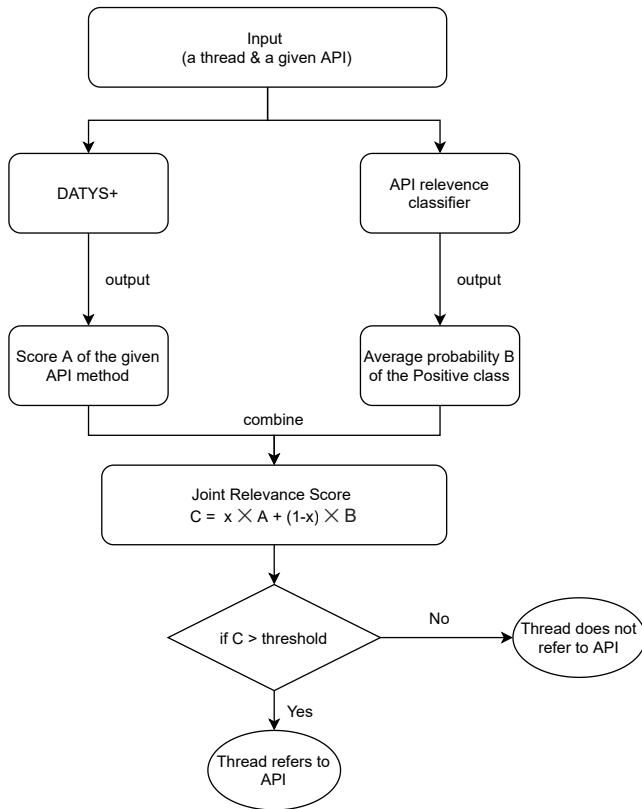 Input
(a thread & a given API)
DATYS+
API relevence
classifier
output
output
Score A of the given
API method
Average probability B
of the Positive class
combine
Joint Relevance Score
C = x × A + (1-x) × B
if C > threshold
No
Thread does not
refer to API
Yes
Thread refers to
API